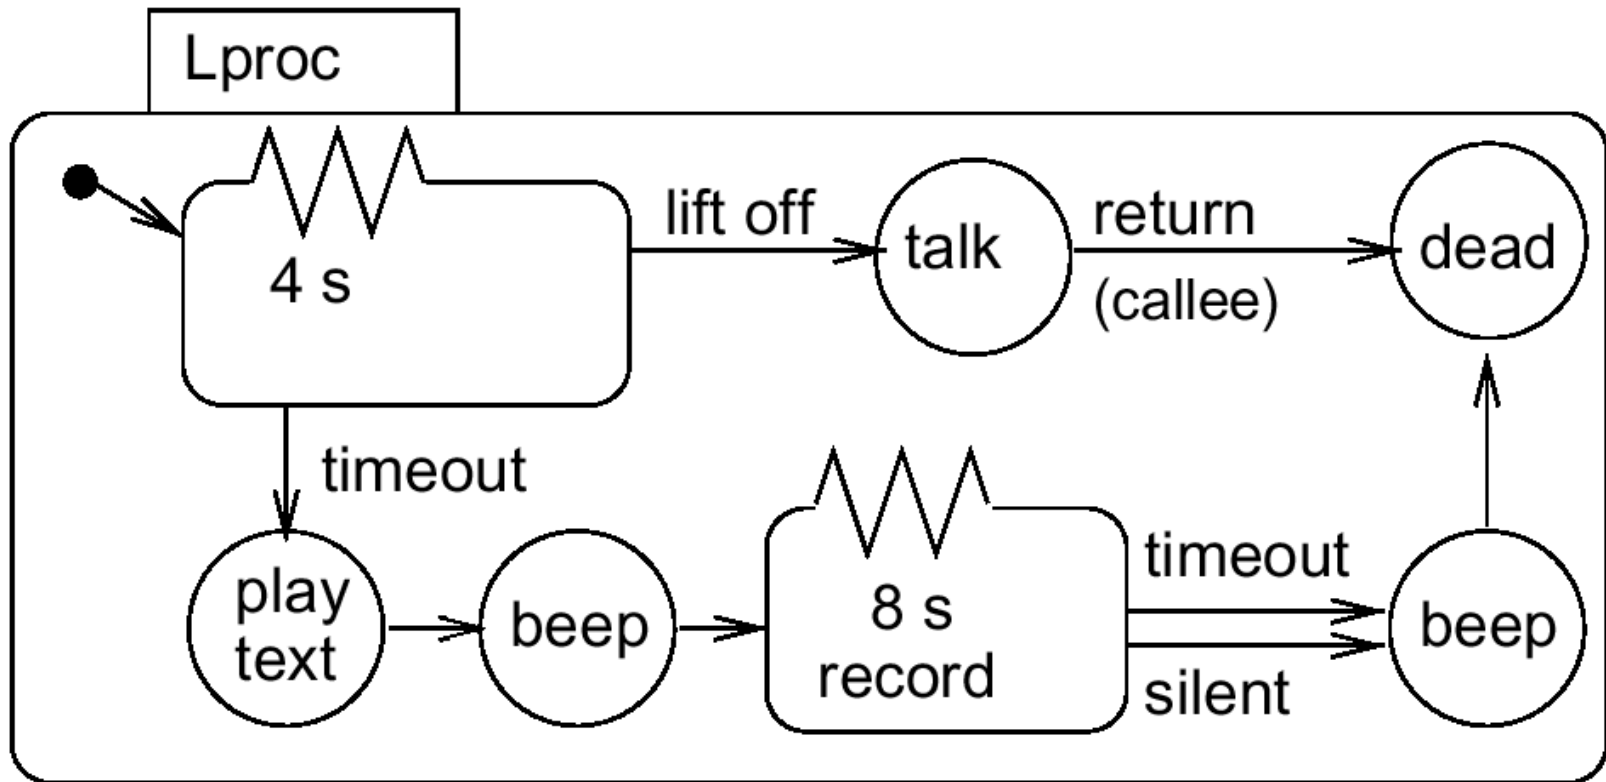 Lproc
4 s
lift off
talk
return
(callee)
dead
timeout
play
text
beep
8 s
record
timeout
silent
beep